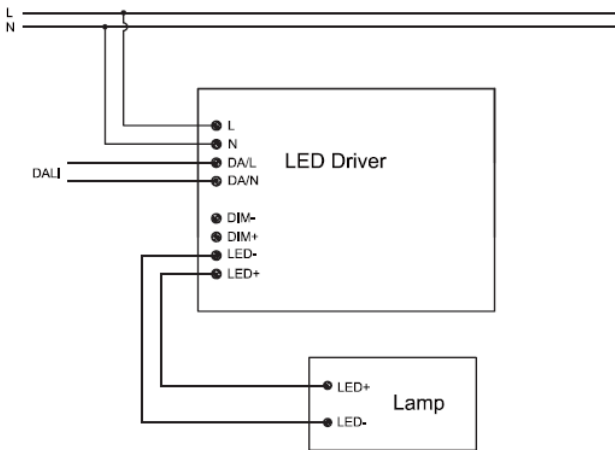 L
N
L
N
DA/L
DA/N
DALI
LED Driver
DIM-
DIM+
LED-
LED+
LED+
LED-
Lamp